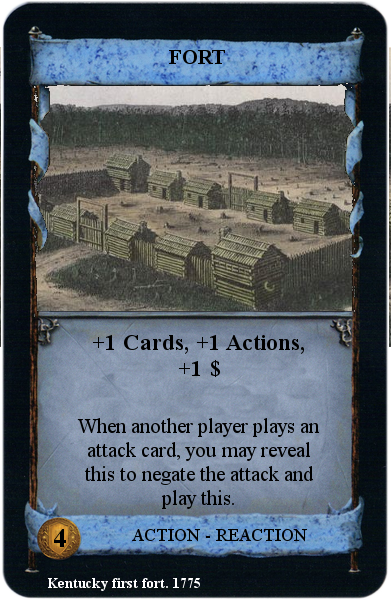 FORT
+1 Cards, +1 Actions,
+1 $
When another player plays an
attack card, you may reveal
this to negate the attack and
play this.
4
ACTION - REACTION
Kentucky first fort. 1775